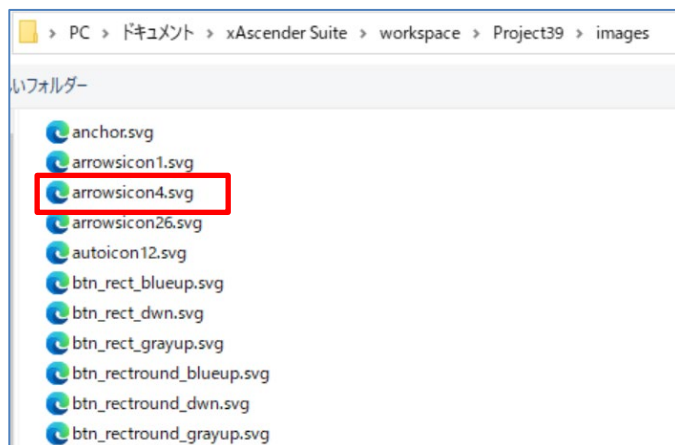 > PC > ドキュメント > xAscender Suite > workspace > Project39 > images
いフォルダー
anchor.svg
arrowsicon1.svg
arrowsicon4.svg
arrowsicon26.svg
autoicon12.svg
btn_rect_blueup.svg
btn_rect_dwn.svg
btn_rect_grayup.svg
btn_rectround_blueup.svg
btn_rectround_dwn.svg
btn_rectround_grayup.svg